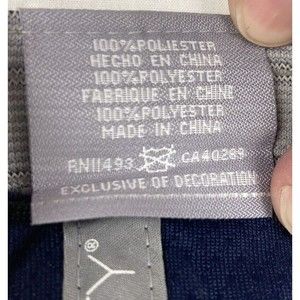 100%POLIESTER
HECHO EN CHINA
100%POLYESTER
FABRIQUE EN CHINE
100%POLYESTER
MADE IN CHINA
RN11493 CA40289
EXCLUSIVE OF DECORATION
Y®